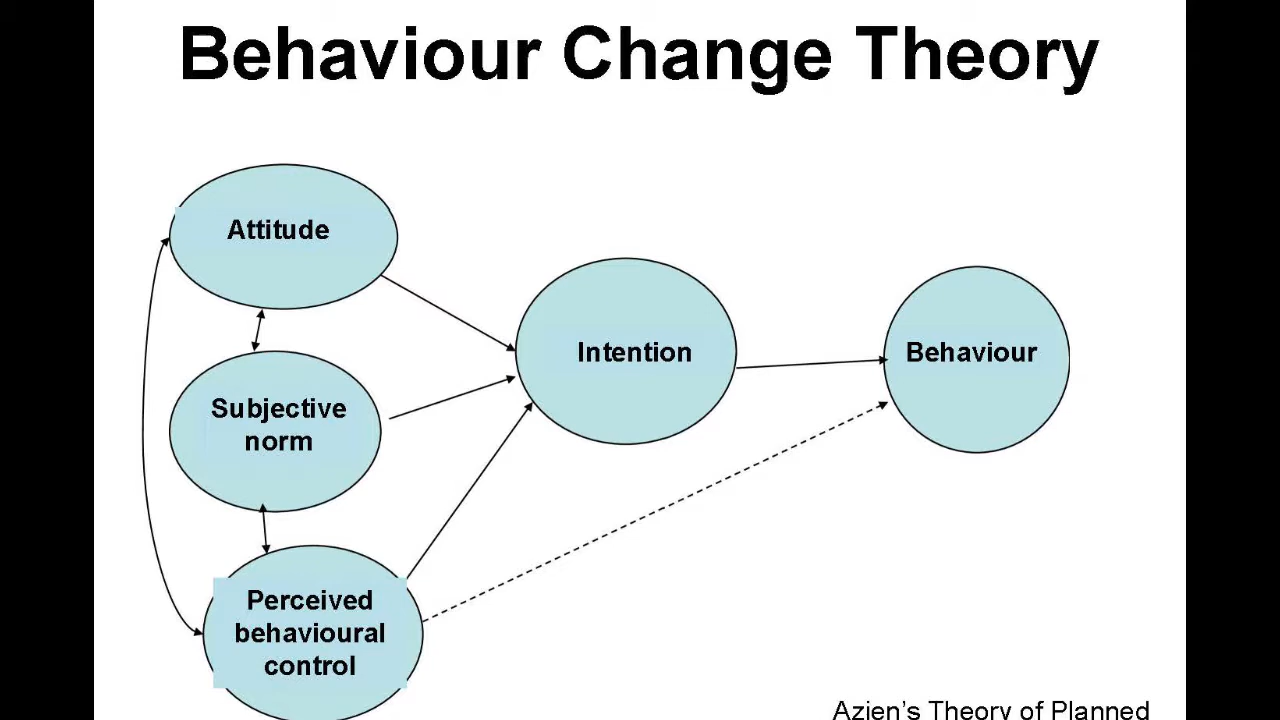 Behaviour Change Theory
Attitude
Subjective
norm
Perceived
behavioural
control
Intention
Behaviour
Azien's Theory of Planned